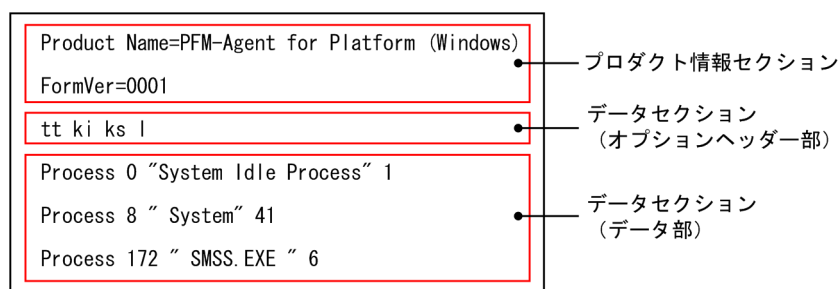 Product Name=PFM-Agent for Platform (Windows)
FormVer=0001
プロダクト情報セクション
tt ki ks l
データセクション
（オプションヘッダー部）
Process 0 "System Idle Process" 1
Process 8 " System" 41
Process 172 " SMSS.EXE " 6
データセクション
（データ部）